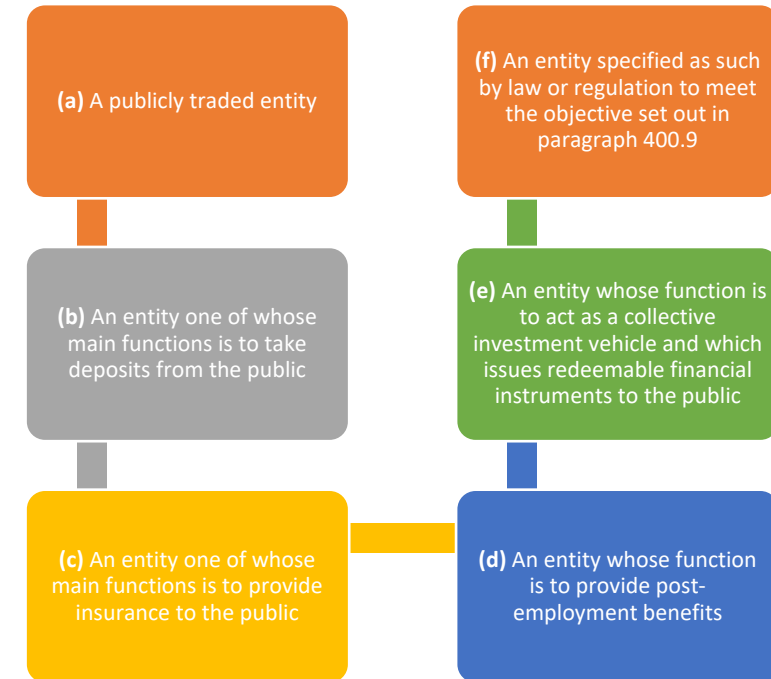 (a) A publicly traded entity
(b) An entity one of whose
main functions is to take
deposits from the public
(c) An entity one of whose
main functions is to provide
insurance to the public
(d) An entity whose function
is to provide post-
employment benefits
(e) An entity whose function is
to act as a collective
investment vehicle and which
issues redeemable financial
instruments to the public
(f) An entity specified as such
by law or regulation to meet
the objective set out in
paragraph 400.9